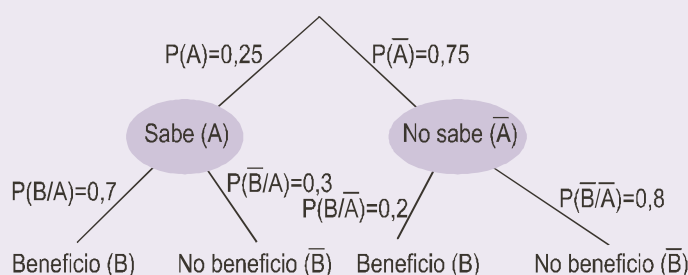 P(A)=0,25
P(A̅)=0,75
Sabe (A)
No sabe (A̅)
P(B/A)=0,7
P(B̅/A)=0,3
P(B/A̅)=0,2
P(B̅/A̅)=0,8
Beneficio (B)
No beneficio (B̅)
Beneficio (B)
No beneficio (B̅)